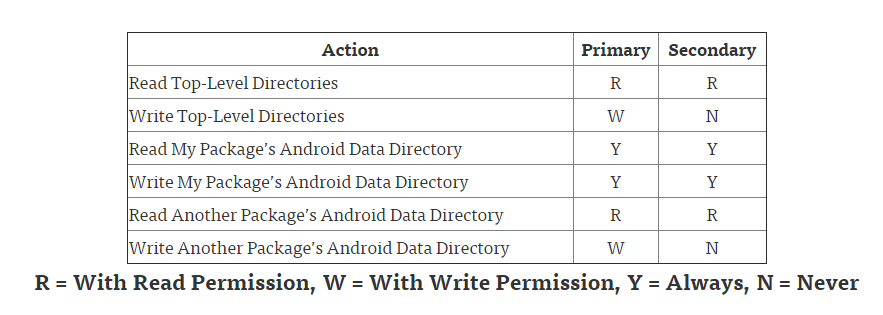 Action Primary Secondary
Read Top-Level Directories R R
Write Top-Level Directories W N
Read My Package’s Android Data Directory Y Y
Write My Package’s Android Data Directory Y Y
Read Another Package’s Android Data Directory R R
Write Another Package’s Android Data Directory W N
R = With Read Permission, W = With Write Permission, Y = Always, N = Never